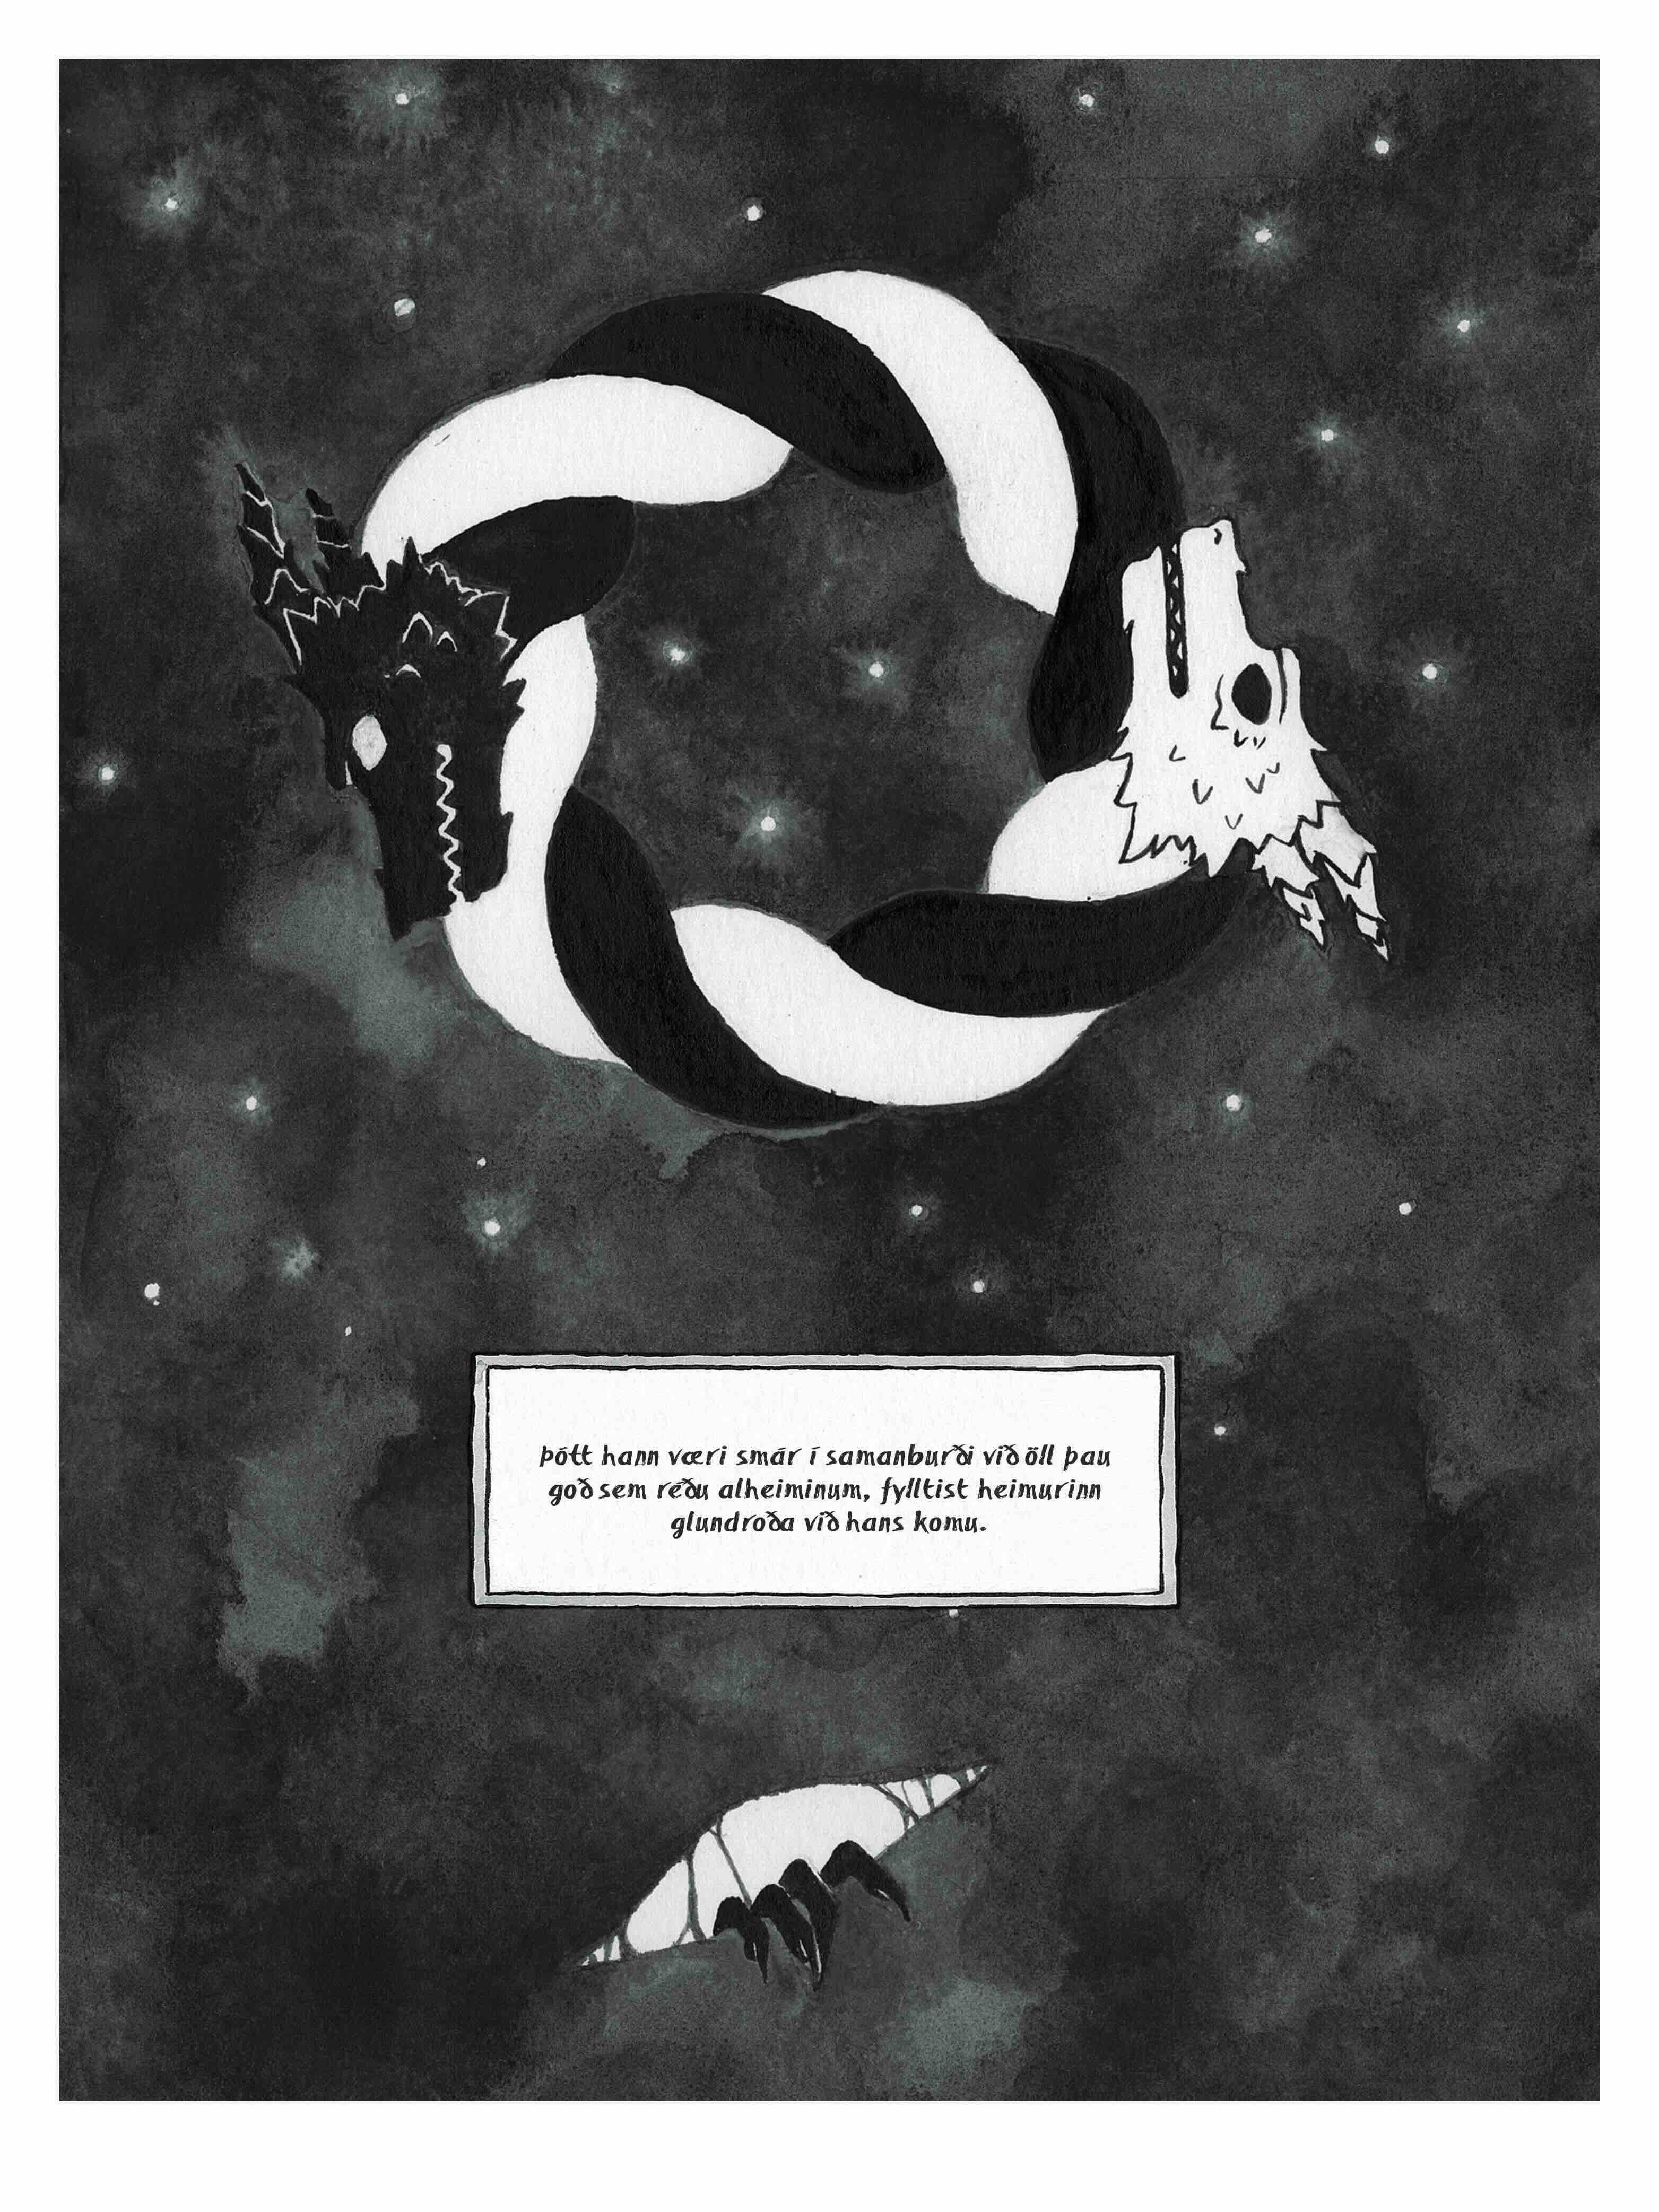 Þótt hann væri smár í samanburði við öll þau
goð sem réðu alheiminum, fylltist heimurinn
glundroða við hans komu.